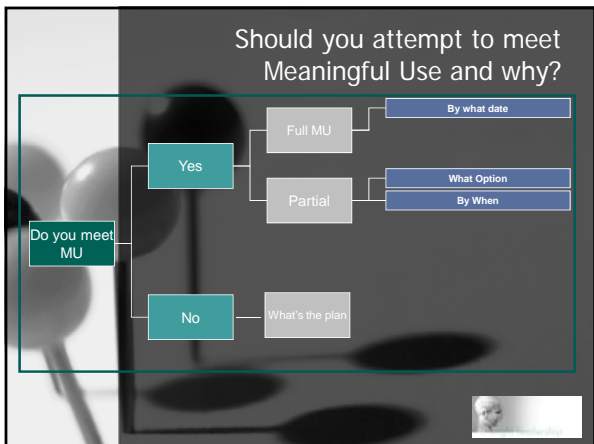 Should you attempt to meet
Meaningful Use and why?
By what date
Full MU
Yes
What Option
Partial
By When
Do you meet
MU
No
What's the plan